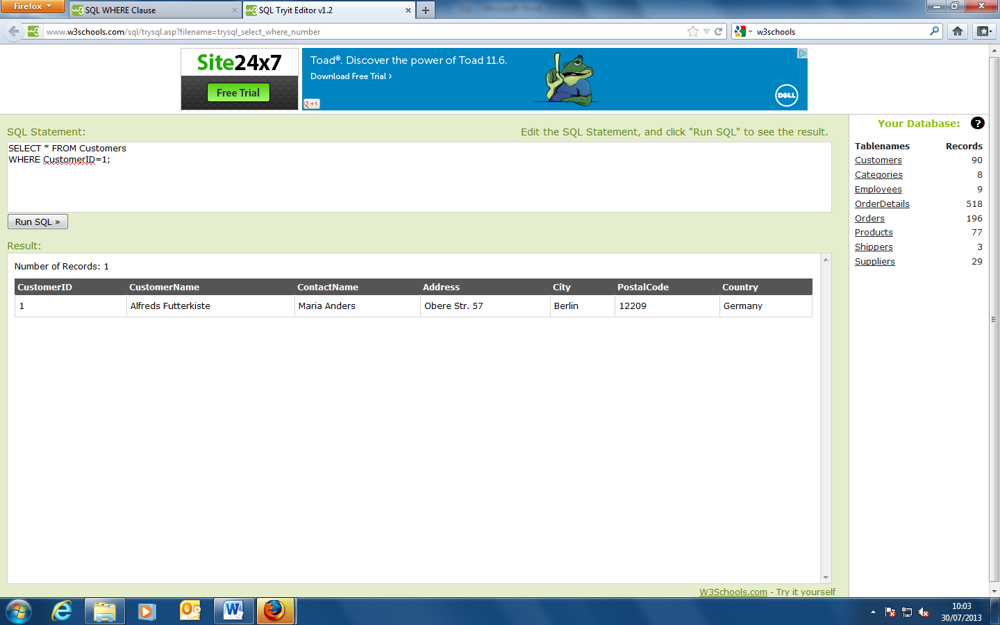 Firefox
SQL WHERE Clause
SQL Tryit Editor v1.2
www.w3schools.com/sql/trysql.asp?filename=trysql_select_where_number
w3schools
Site24x7
Free Trial
Toad®. Discover the power of Toad 11.6.
Download Free Trial ›
g +1
DELL
SQL Statement:
Edit the SQL Statement, and click "Run SQL" to see the result.
SELECT * FROM Customers
WHERE CustomerID=1;
Run SQL »
Result:
Number of Records: 1
CustomerID CustomerName ContactName Address City PostalCode Country
1 Alfreds Futterkiste Maria Anders Obere Str. 57 Berlin 12209 Germany
Your Database: ?
Tablenames Records
Customers 90
Categories 8
Employees 9
OrderDetails 518
Orders 196
Products 77
Shippers 3
Suppliers 29
W3Schools.com - Try it yourself
10:03
30/07/2013